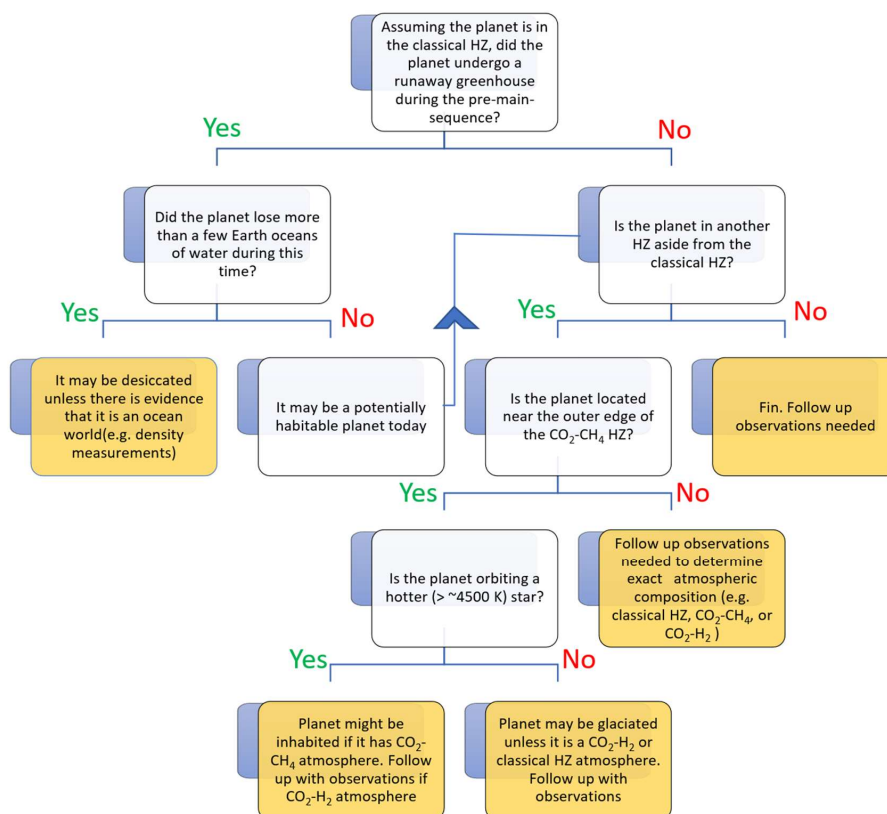 Assuming the planet is in
the classical HZ, did the
planet undergo a
runaway greenhouse
during the pre-main-
sequence?
Yes
No
Did the planet lose more
than a few Earth oceans
of water during this
time?
Is the planet in another
HZ aside from the
classical HZ?
Yes
No
Yes
No
It may be desiccated
unless there is evidence
that it is an ocean
world(e.g. density
measurements)
It may be a potentially
habitable planet today
Is the planet located
near the outer edge of
the CO₂-CH₄ HZ?
Fin. Follow up
observations needed
Yes
No
Is the planet orbiting a
hotter (> ~4500 K) star?
Follow up observations
needed to determine
exact atmospheric
composition (e.g.
classical HZ, CO₂-CH₄, or
CO₂-H₂ )
Yes
No
Planet might be
inhabited if it has CO₂-
CH₄ atmosphere. Follow
up with observations if
CO₂-H₂ atmosphere
Planet may be glaciated
unless it is a CO₂-H₂ or
classical HZ atmosphere.
Follow up with
observations